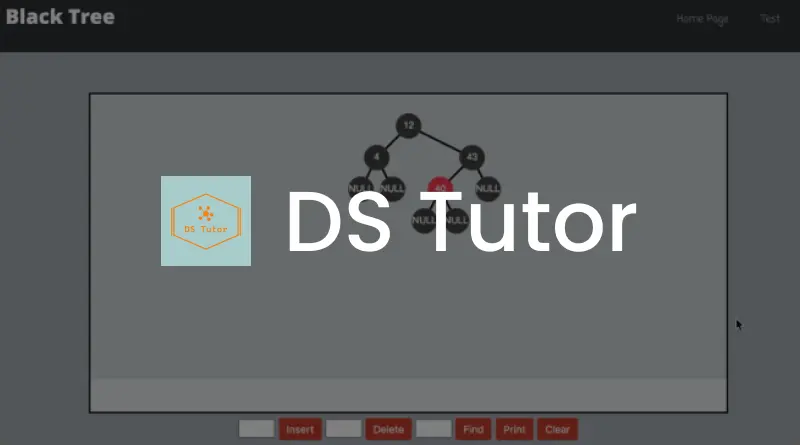 Black Tree
Home Page
Test
12
4
43
NULL
NULL
40
NULL
NULL
NULL
DS Tutor
DS Tutor
Insert
Delete
Find
Print
Clear